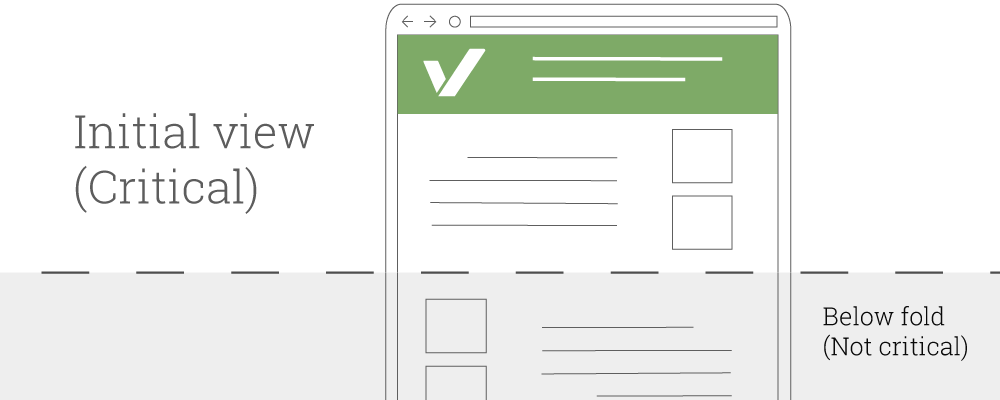 Initial view
(Critical)
Below fold
(Not critical)